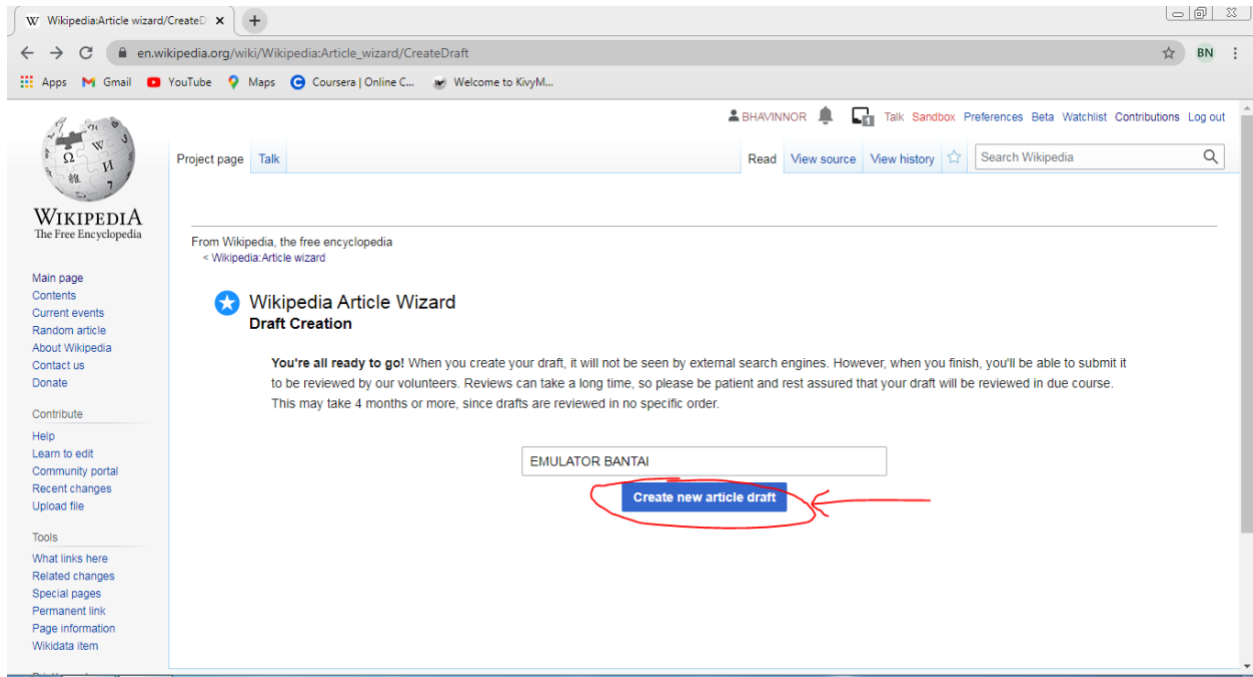 Wikipedia:Article wizard/CreateD
en.wikipedia.org/wiki/Wikipedia:Article_wizard/CreateDraft
BN
Apps Gmail YouTube Maps Coursera | Online C... Welcome to KivyM...
BHAVINNOR 1 Talk Sandbox Preferences Beta Watchlist Contributions Log out
Project page Talk Read View source View history Search Wikipedia
WIKIPEDIA
The Free Encyclopedia
From Wikipedia, the free encyclopedia
< Wikipedia:Article wizard
Main page
Contents
Current events
Random article
About Wikipedia
Contact us
Donate
Contribute
Help
Learn to edit
Community portal
Recent changes
Upload file
Tools
What links here
Related changes
Special pages
Permanent link
Page information
Wikidata item
Wikipedia Article Wizard
Draft Creation
You're all ready to go! When you create your draft, it will not be seen by external search engines. However, when you finish, you'll be able to submit it
to be reviewed by our volunteers. Reviews can take a long time, so please be patient and rest assured that your draft will be reviewed in due course.
This may take 4 months or more, since drafts are reviewed in no specific order.
EMULATOR BANTAI
Create new article draft